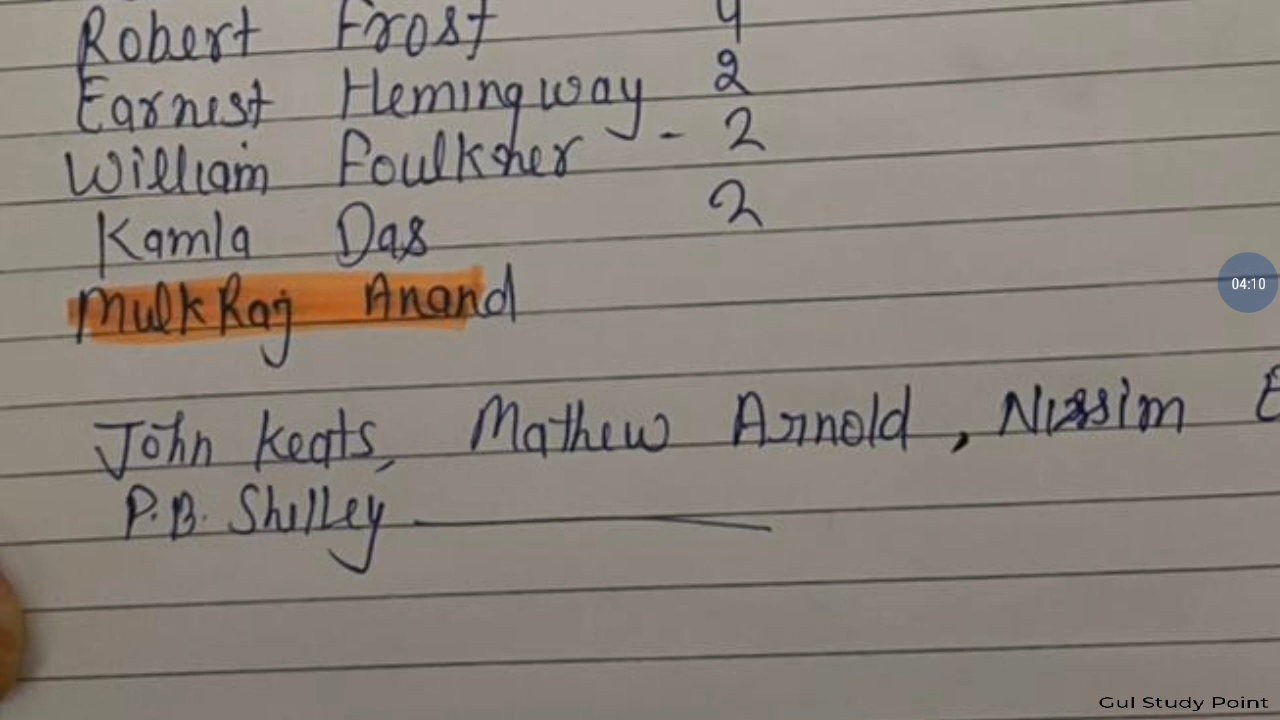 Robert Frost 4
Earnest Hemingway 2
William Foulkner - 2
Kamla Das 2
MulkRaj Anand
04:10
John Keats, Mathew Arnold, Nissim E
P.B. Shelley
Gul Study Point